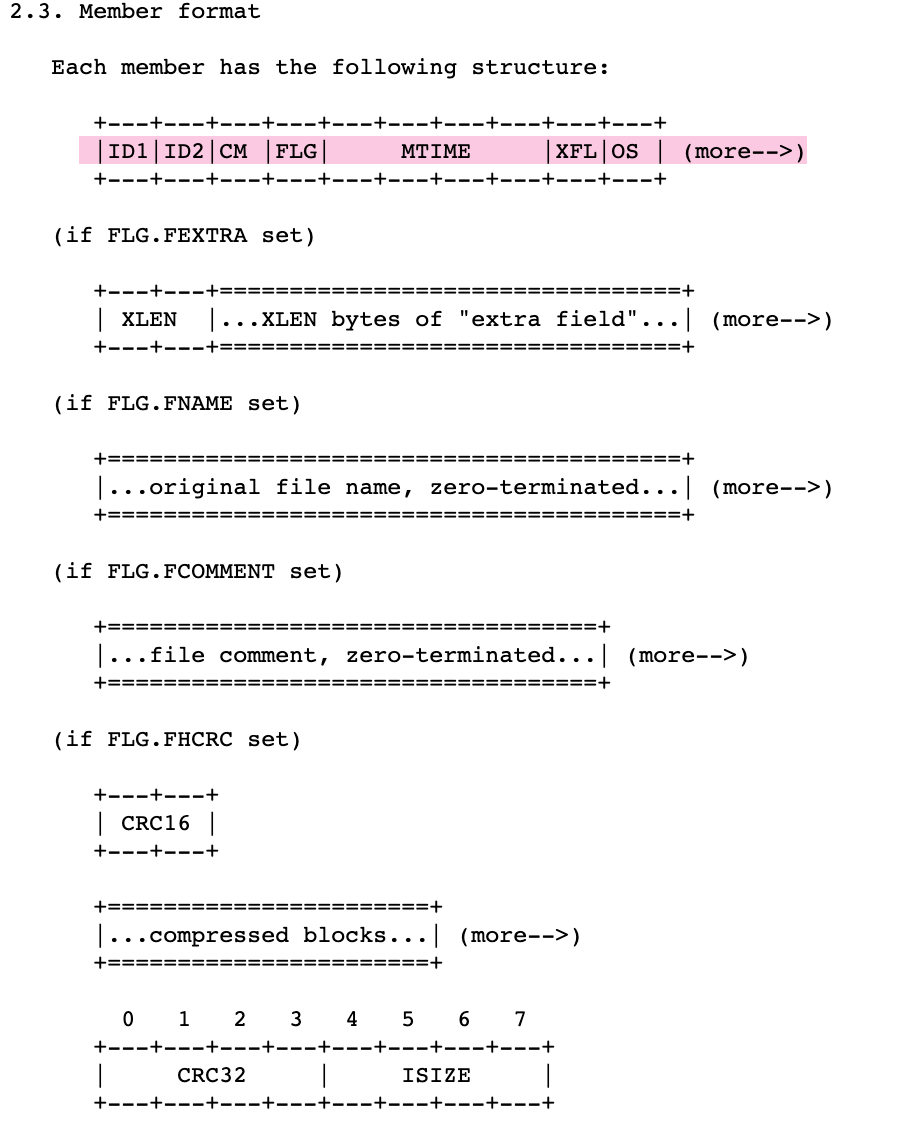 2.3. Member format

   Each member has the following structure:

      +---+---+---+---+---+---+---+---+---+---+
      |ID1|ID2|CM |FLG|     MTIME     |XFL|OS | (more-->)
      +---+---+---+---+---+---+---+---+---+---+

   (if FLG.FEXTRA set)

      +---+---+=================================+
      | XLEN  |...XLEN bytes of "extra field"...| (more-->)
      +---+---+=================================+

   (if FLG.FNAME set)

      +=========================================+
      |...original file name, zero-terminated...| (more-->)
      +=========================================+

   (if FLG.FCOMMENT set)

      +===================================+
      |...file comment, zero-terminated...| (more-->)
      +===================================+

   (if FLG.FHCRC set)

      +---+---+
      | CRC16 |
      +---+---+

      +=======================+
      |...compressed blocks...| (more-->)
      +=======================+

        0   1   2   3   4   5   6   7
      +---+---+---+---+---+---+---+---+
      |     CRC32     |     ISIZE     |
      +---+---+---+---+---+---+---+---+